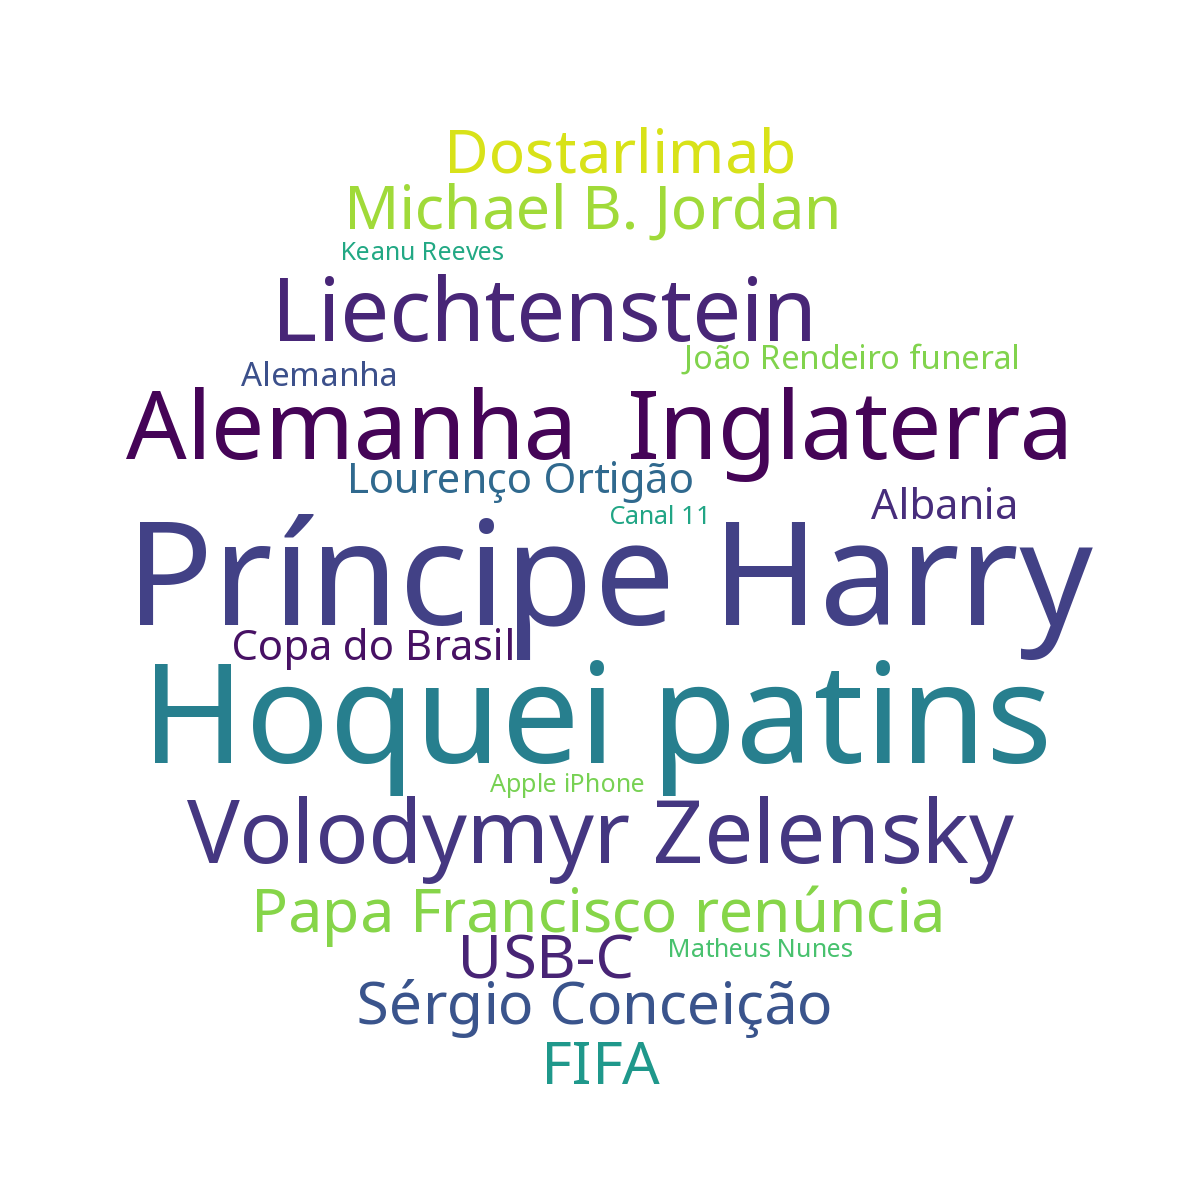 Dostarlimab
Michael B. Jordan
Keanu Reeves
Liechtenstein
João Rendeiro funeral
Alemanha
Alemanha Inglaterra
Lourenço Ortigão
Albania
Canal 11
Príncipe Harry
Copa do Brasil
Hoquei patins
Apple iPhone
Volodymyr Zelensky
Papa Francisco renúncia
USB-C
Matheus Nunes
Sérgio Conceição
FIFA